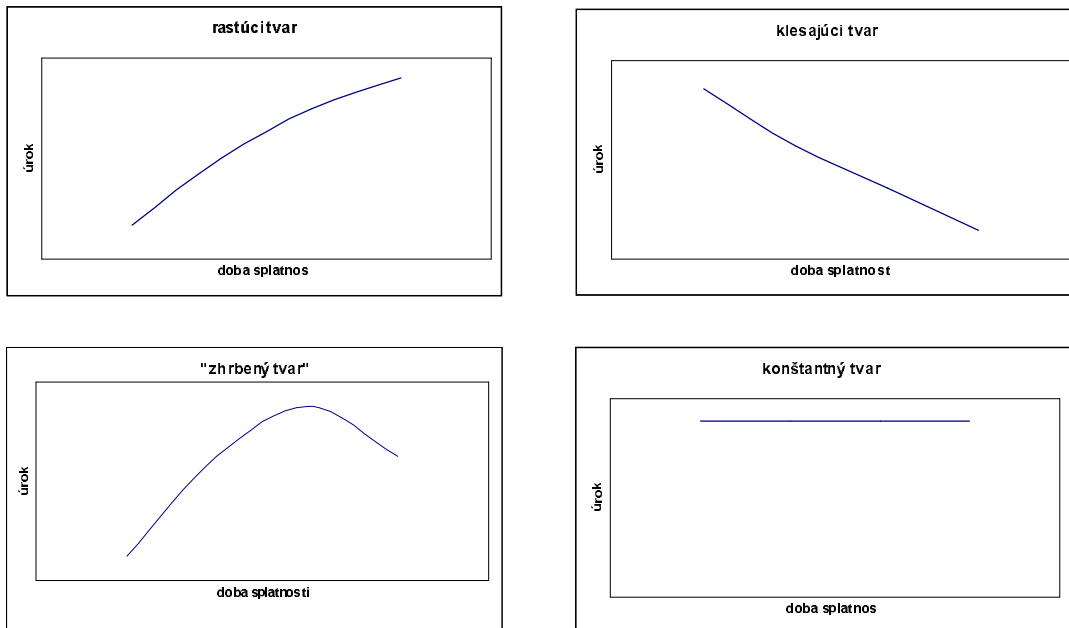 rastúci tvar
úrok
doba splatnos
klesajúci tvar
úrok
doba splatnost
"zhrbený tvar"
úrok
doba splatnosti
konštantný tvar
úrok
doba splatnos